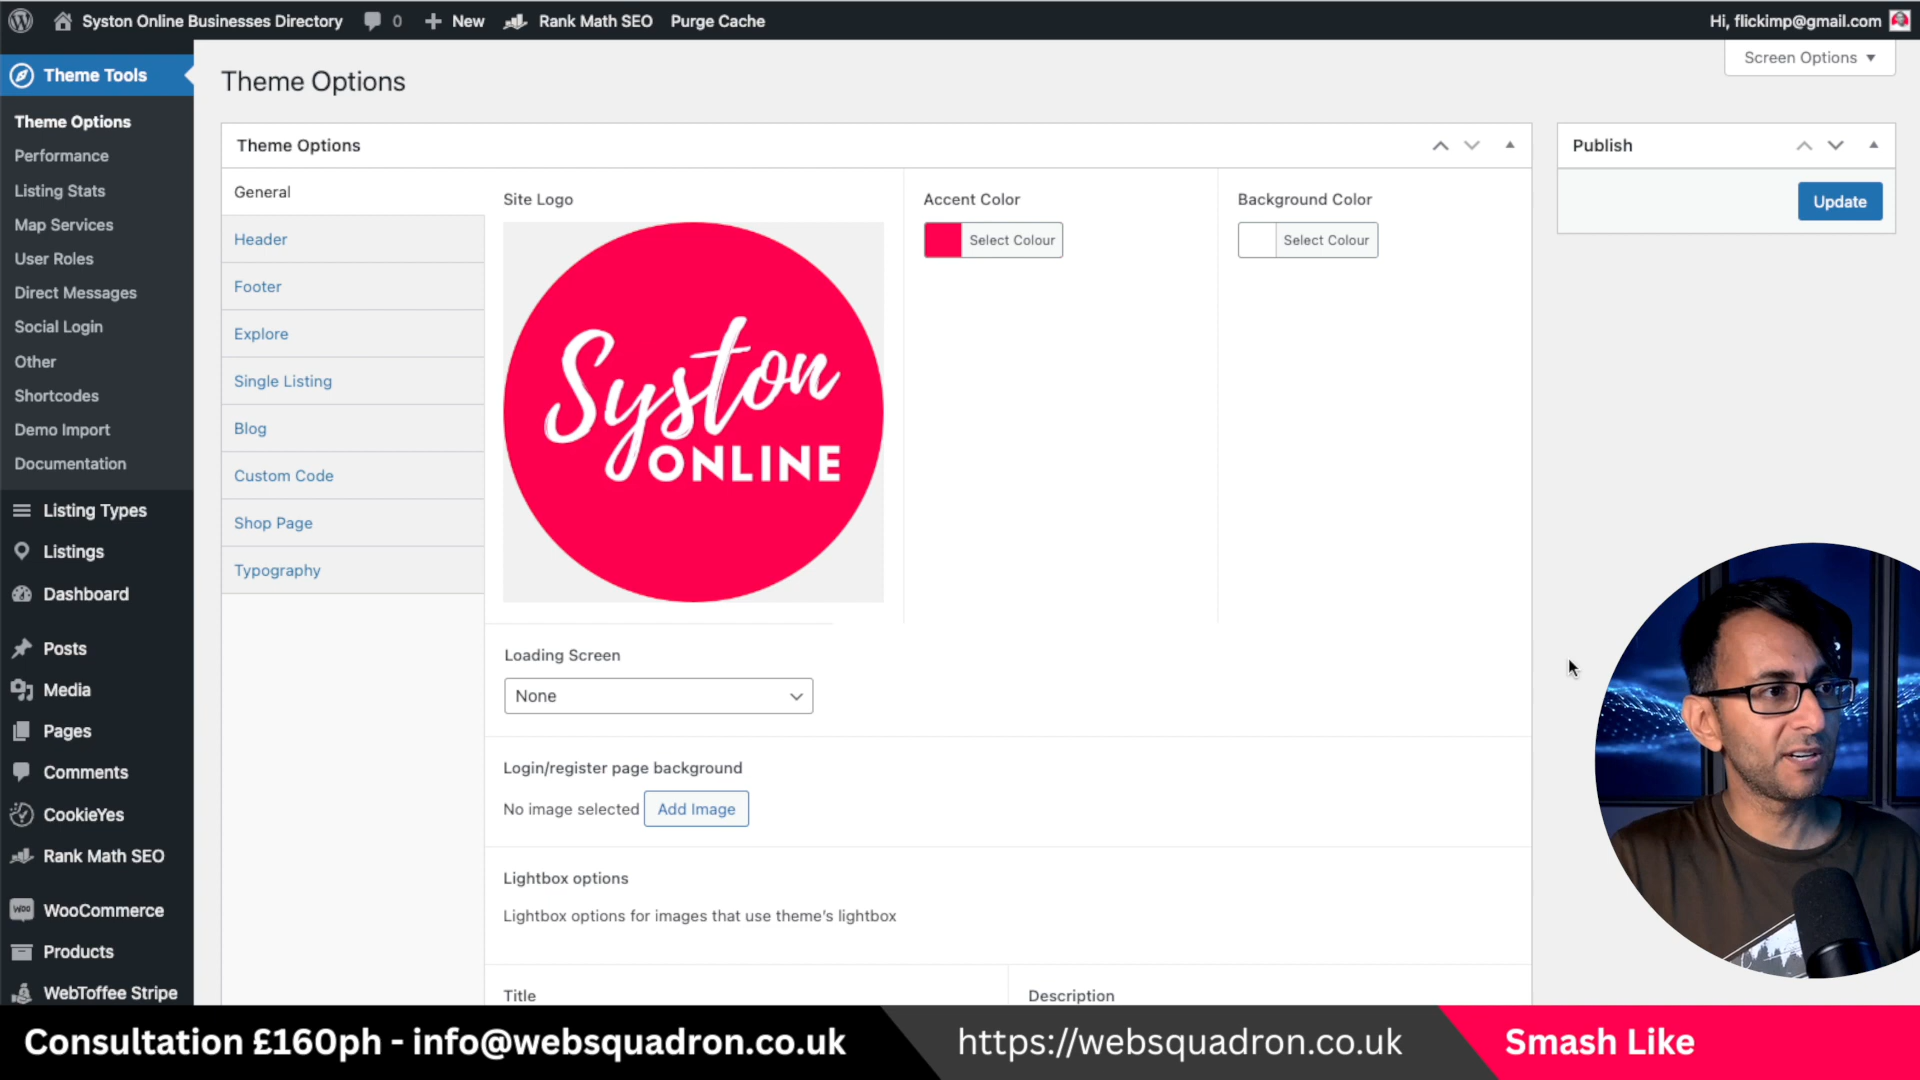 Syston Online Businesses Directory
0
New
Rank Math SEO
Purge Cache
Hi, flickimp@gmail.com
Screen Options
Theme Tools
Theme Options
Performance
Listing Stats
Map Services
User Roles
Direct Messages
Social Login
Other
Shortcodes
Demo Import
Documentation
Listing Types
Listings
Dashboard
Posts
Media
Pages
Comments
CookieYes
Rank Math SEO
WOO WooCommerce
Products
WebToffee Stripe
Theme Options
Theme Options
General
Header
Footer
Explore
Single Listing
Blog
Custom Code
Shop Page
Typography
Site Logo
Syston
ONLINE
Accent Color
Select Colour
Background Color
Select Colour
Loading Screen
None
Login/register page background
No image selected
Add Image
Lightbox options
Lightbox options for images that use theme's lightbox
Title
Description
Publish
Update
Consultation £160ph - info@websquadron.co.uk
https://websquadron.co.uk
Smash Like